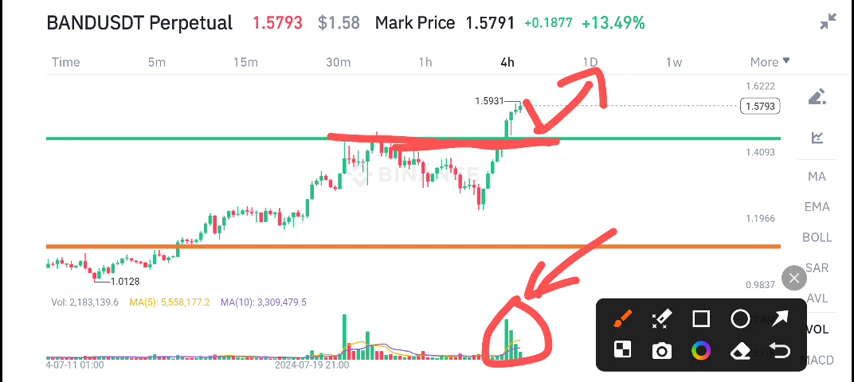 BANDUSDT Perpetual 1.5793 $1.58 Mark Price 1.5791 +0.1877 +13.49%
Time 5m 15m 30m 1h 4h 1D 1w More
1.6222
1.5931
1.5793
1.4093
BINANCE
MA
1.1966
EMA
BOLL
SAR
1.0128
0.9837
AVL
Vol: 2,183,139.6 MA(5): 5,558,177.2 MA(10): 3,309,479.5
VOL
MACD
4-07-11 01:00 2024-07-19 21:00